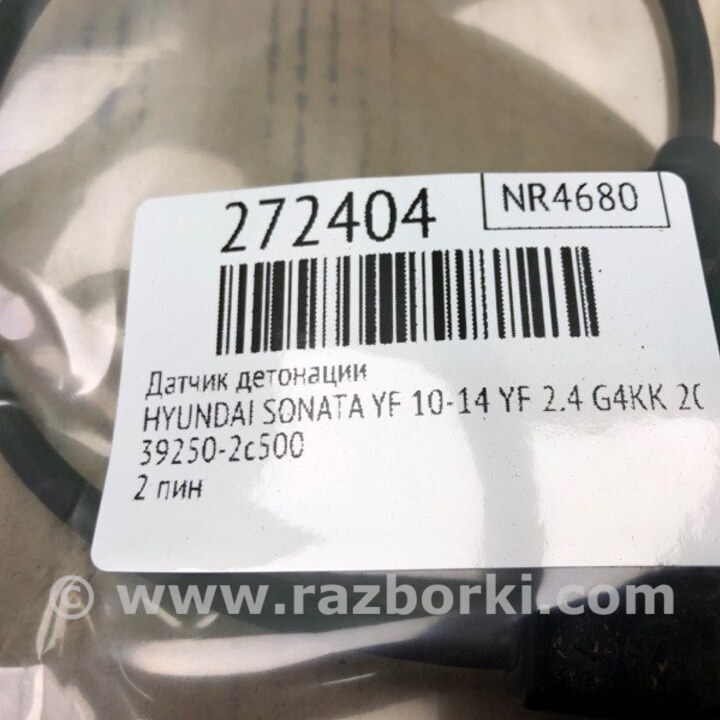 272404
NR4680
Датчик детонации
HYUNDAI SONATA YF 10-14 YF 2.4 G4KK
39250-2c500
2 пин
© www.razborki.com